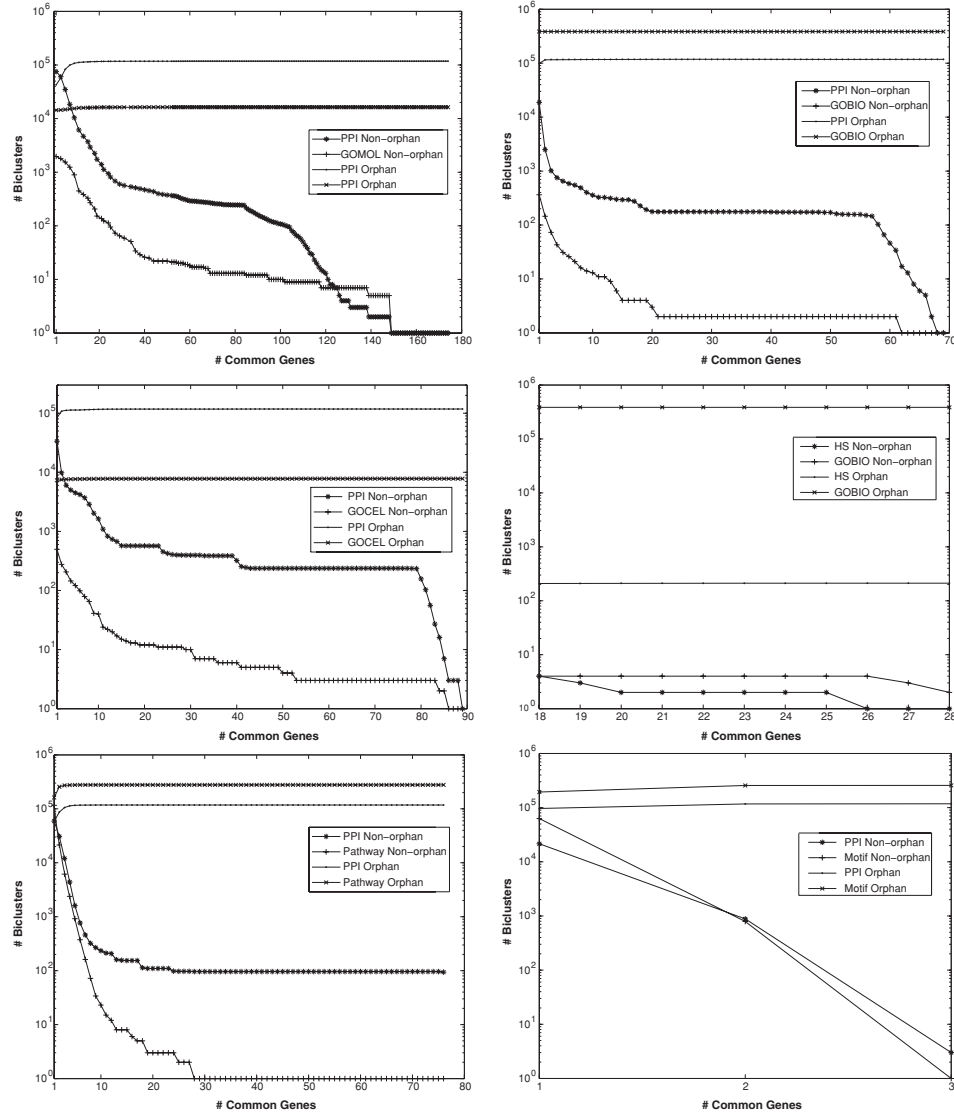 10^6
10^5
10^4
10^3
10^2
10^1
10^0
# Biclusters
PPI Non−orphan
GOMOL Non−orphan
PPI Orphan
PPI Orphan
1 20 40 60 80 100 120 140 160 180
# Common Genes
10^6
10^5
10^4
10^3
10^2
10^1
10^0
# Biclusters
PPI Non−orphan
GOBIO Non−orphan
PPI Orphan
GOBIO Orphan
1 10 20 30 40 50 60 70
# Common Genes
10^5
10^4
10^3
10^2
10^1
10^0
# Biclusters
PPI Non−orphan
GOCEL Non−orphan
PPI Orphan
GOCEL Orphan
1 10 20 30 40 50 60 70 80 90
# Common Genes
10^6
10^5
10^4
10^3
10^2
10^1
10^0
# Biclusters
HS Non−orphan
GOBIO Non−orphan
HS Orphan
GOBIO Orphan
18 19 20 21 22 23 24 25 26 27 28
# Common Genes
10^6
10^5
10^4
10^3
10^2
10^1
10^0
# Biclusters
PPI Non−orphan
Pathway Non−orphan
PPI Orphan
Pathway Orphan
1 10 20 30 40 50 60 70 80
# Common Genes
10^6
10^5
10^4
10^3
10^2
10^1
10^0
# Biclusters
PPI Non−orphan
Motif Non−orphan
PPI Orphan
Motif Orphan
1 2 3
# Common Genes